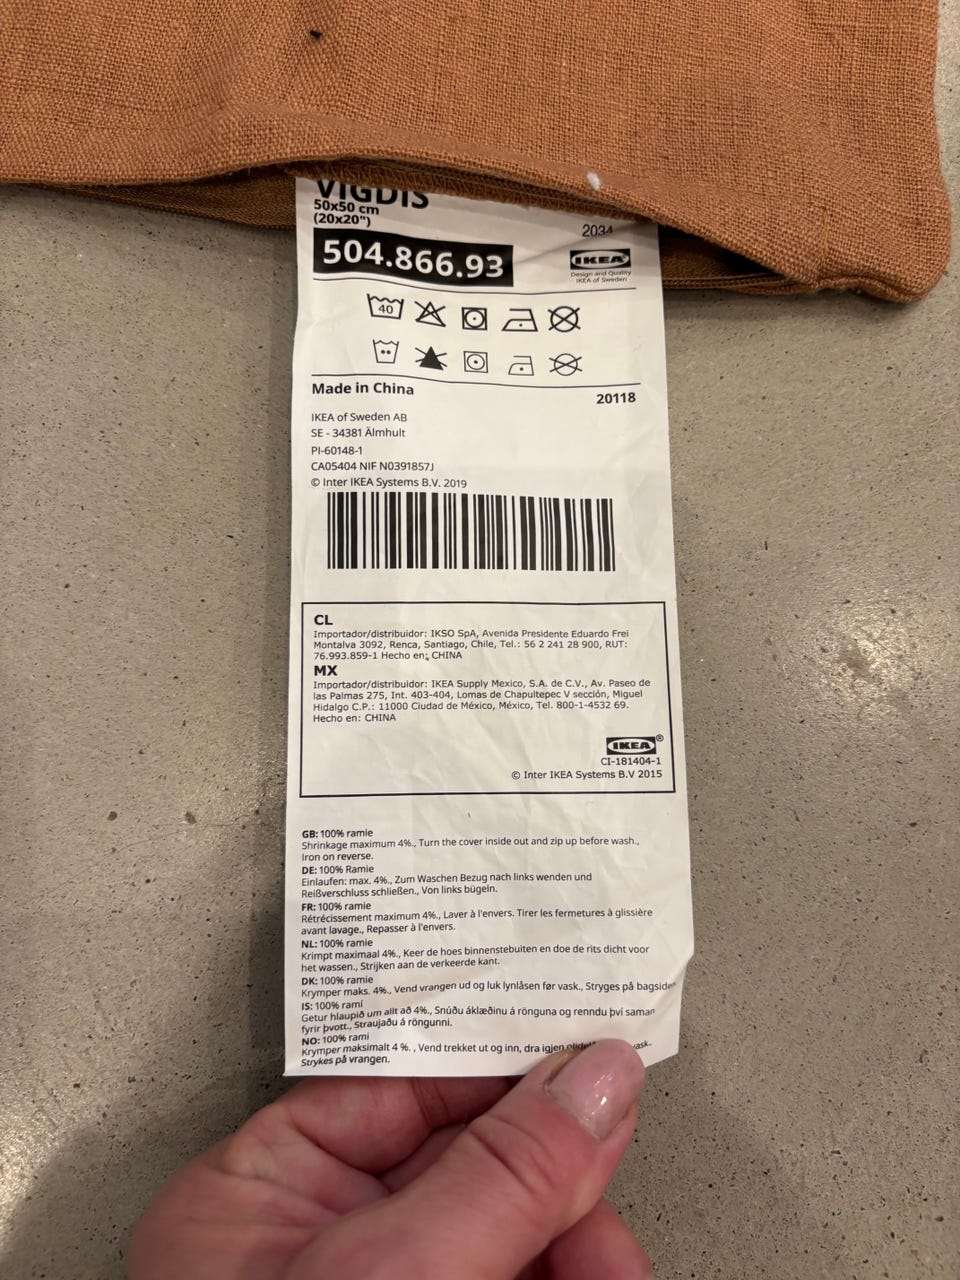 VIGDIS
50x50 cm
(20x20")
2034
504.866.93
IKEA
Design and Quality
IKEA of Sweden
40
Made in China
20118
IKEA of Sweden AB
SE - 34381 Älmhult
PI-60148-1
CA05404 NIF N0391857J
© Inter IKEA Systems B.V. 2019
CL
Importador/distribuidor: IKSO SpA, Avenida Presidente Eduardo Frei
Montalva 3092, Renca, Santiago, Chile, Tel.: 56 2 241 28 900, RUT:
76.993.859-1 Hecho en: CHINA
MX
Importador/distribuidor: IKEA Supply Mexico, S.A. de C.V., Av. Paseo de
las Palmas 275, Int. 403-404, Lomas de Chapultepec V sección, Miguel
Hidalgo C.P.: 11000 Ciudad de México, México, Tel. 800-1-4532 69.
Hecho en: CHINA
IKEA®
CI-181404-1
© Inter IKEA Systems B.V 2015
GB: 100% ramie
Shrinkage maximum 4%., Turn the cover inside out and zip up before wash.,
Iron on reverse.
DE: 100% Ramie
Einlaufen: max. 4%., Zum Waschen Bezug nach links wenden und
Reißverschluss schließen., Von links bügeln.
FR: 100% ramie
Rétrécissement maximum 4%., Laver à l'envers. Tirer les fermetures à glissière
avant lavage., Repasser à l'envers.
NL: 100% ramie
Krimpt maximaal 4%., Keer de hoes binnenstebuiten en doe de rits dicht voor
het wassen., Strijken aan de verkeerde kant.
DK: 100% ramie
Krymper maks. 4%., Vend vrangen ud og luk lynlåsen før vask., Stryges på bagsiden
IS: 100% ramí
Getur hlaupið um allt að 4%., Snúðu áklæðinu á rönguna og renndu því saman
fyrir þvott., Straujaðu á röngunni.
NO: 100% rami
Krymper maksimalt 4 %. , Vend trekket ut og inn, dra igjen vask.
Strykes på vrangen.